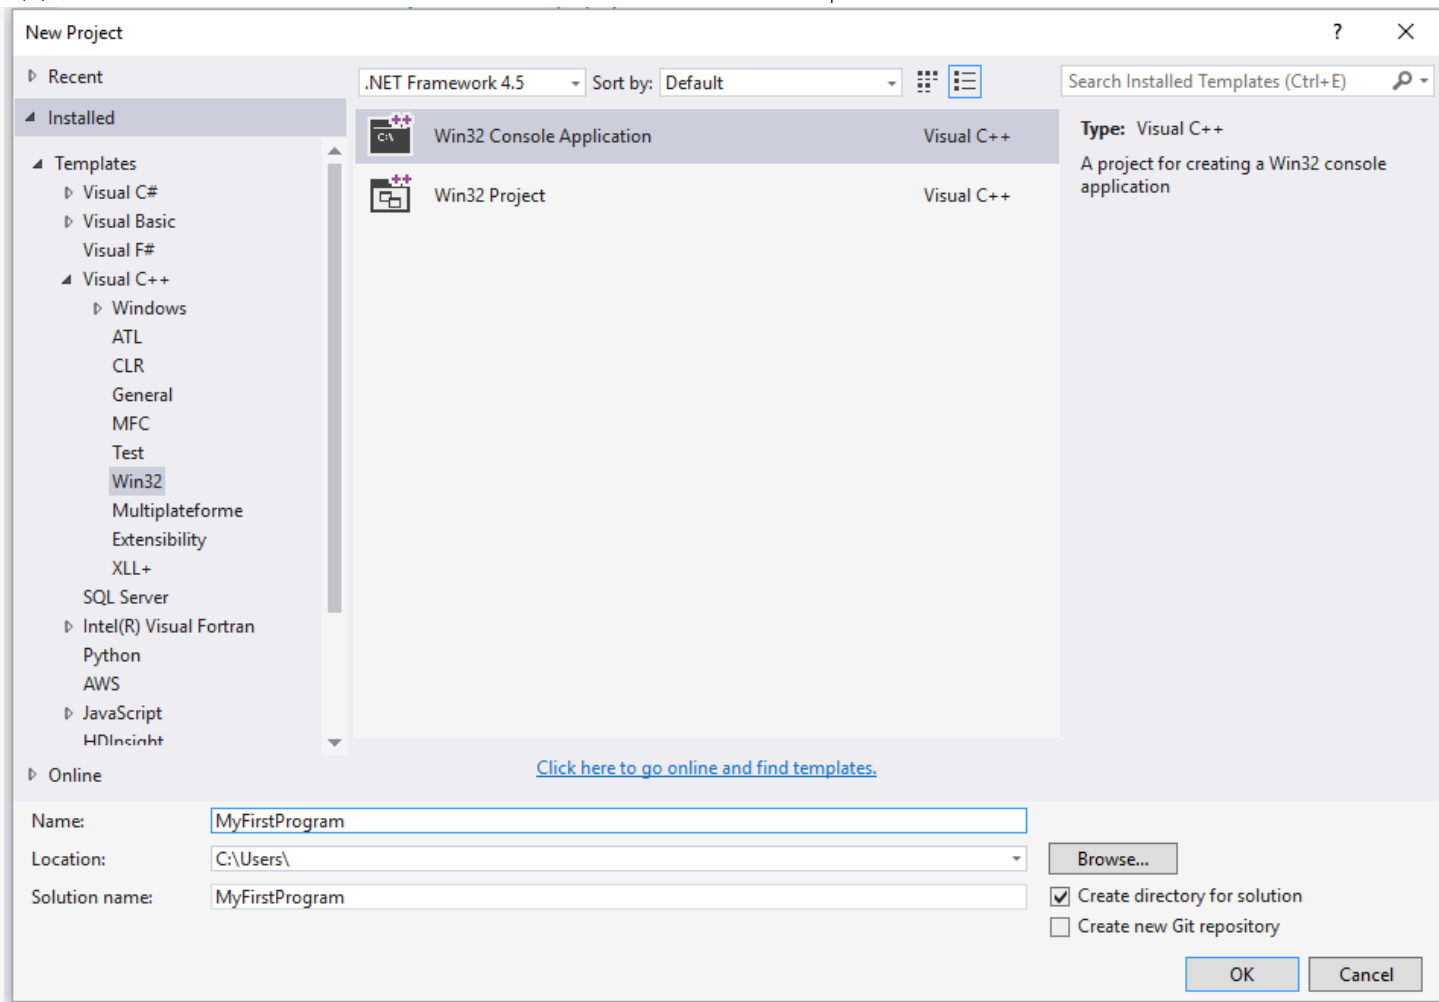 New Project
?
Recent
Installed
.NET Framework 4.5 Sort by: Default
Search Installed Templates (Ctrl+E)
Templates
Visual C#
Visual Basic
Visual F#
Visual C++
Windows
ATL
CLR
General
MFC
Test
Win32
Multiplateforme
Extensibility
XLL+
SQL Server
Intel(R) Visual Fortran
Python
AWS
JavaScript
HDInsight
Online
C:\
Win32 Console Application Visual C++
Win32 Project Visual C++
Type: Visual C++
A project for creating a Win32 console
application
Click here to go online and find templates.
Name: MyFirstProgram
Location: C:\Users\ Browse...
Solution name: MyFirstProgram
Create directory for solution
Create new Git repository
OK Cancel